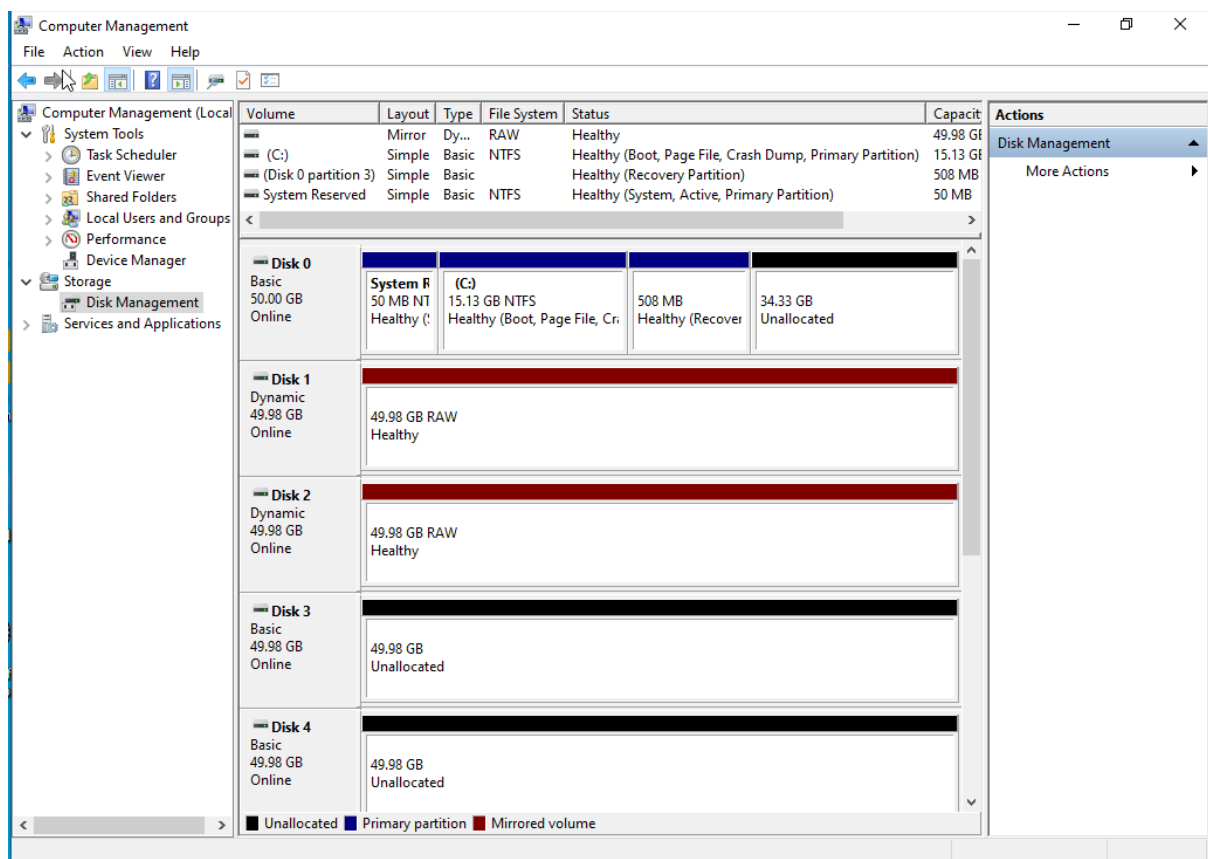 Computer Management
File Action View Help
Computer Management (Local
System Tools
Task Scheduler
Event Viewer
Shared Folders
Local Users and Groups
Performance
Device Manager
Storage
Disk Management
Services and Applications
Volume Layout Type File System Status Capacit
Mirror Dy... RAW Healthy 49.98 GB
(C:) Simple Basic NTFS Healthy (Boot, Page File, Crash Dump, Primary Partition) 15.13 GB
(Disk 0 partition 3) Simple Basic Healthy (Recovery Partition) 508 MB
System Reserved Simple Basic NTFS Healthy (System, Active, Primary Partition) 50 MB
Disk 0
Basic
50.00 GB
Online
System R
50 MB NT
Healthy (S
(C:)
15.13 GB NTFS
Healthy (Boot, Page File, Cra
508 MB
Healthy (Recover
34.33 GB
Unallocated
Disk 1
Dynamic
49.98 GB
Online
49.98 GB RAW
Healthy
Disk 2
Dynamic
49.98 GB
Online
49.98 GB RAW
Healthy
Disk 3
Basic
49.98 GB
Online
49.98 GB
Unallocated
Disk 4
Basic
49.98 GB
Online
49.98 GB
Unallocated
Unallocated Primary partition Mirrored volume
Actions
Disk Management
More Actions